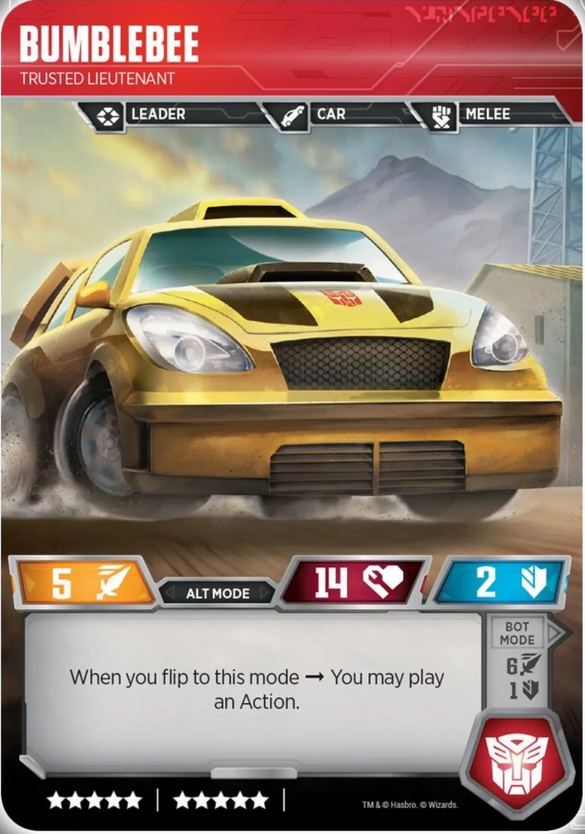 BUMBLEBEE
TRUSTED LIEUTENANT
LEADER CAR MELEE
5 ALT MODE 14 2
BOT
MODE
6
1
When you flip to this mode → You may play
an Action.
TM & © Hasbro. © Wizards.